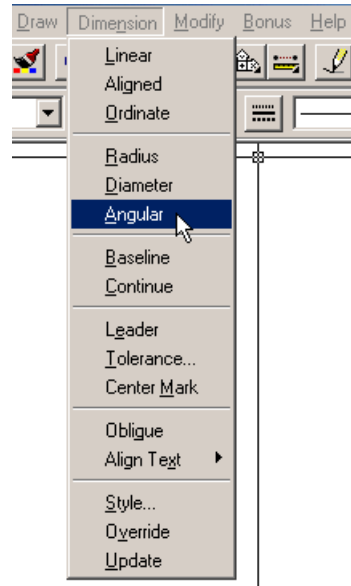 Draw Dimension Modify Bonus Help
Linear
Aligned
Ordinate
Radius
Diameter
Angular
Baseline
Continue
Leader
Tolerance...
Center Mark
Obligue
Align Text
Style...
Override
Update